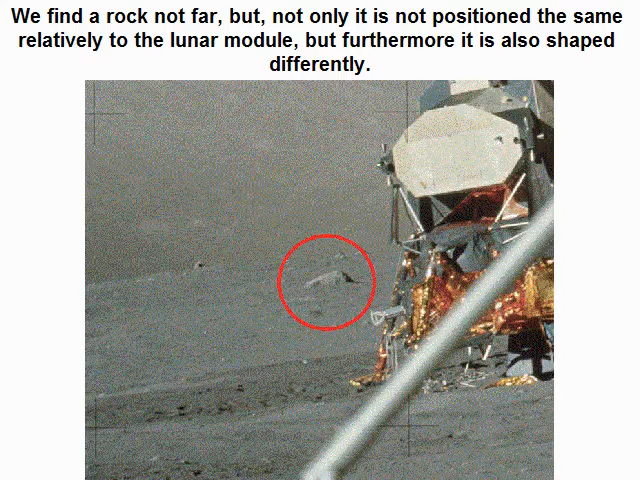 We find a rock not far, but, not only it is not positioned the same
relatively to the lunar module, but furthermore it is also shaped
differently.